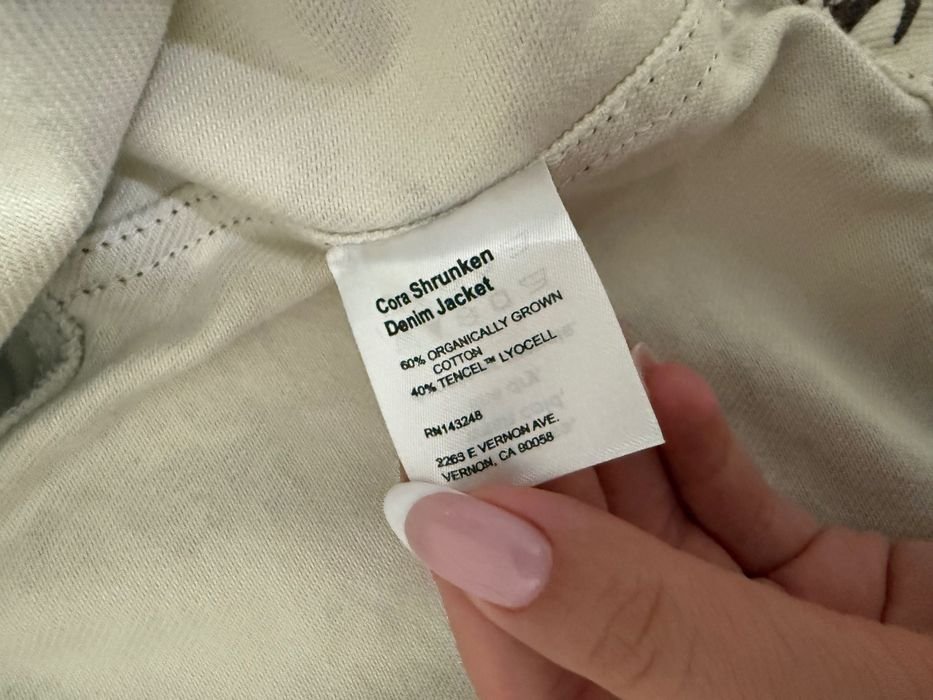 Cora Shrunken
Denim Jacket
60% ORGANICALLY GROWN
COTTON
40% TENCEL™ LYOCELL
RN143248
2263 E VERNON AVE.
VERNON, CA 90058